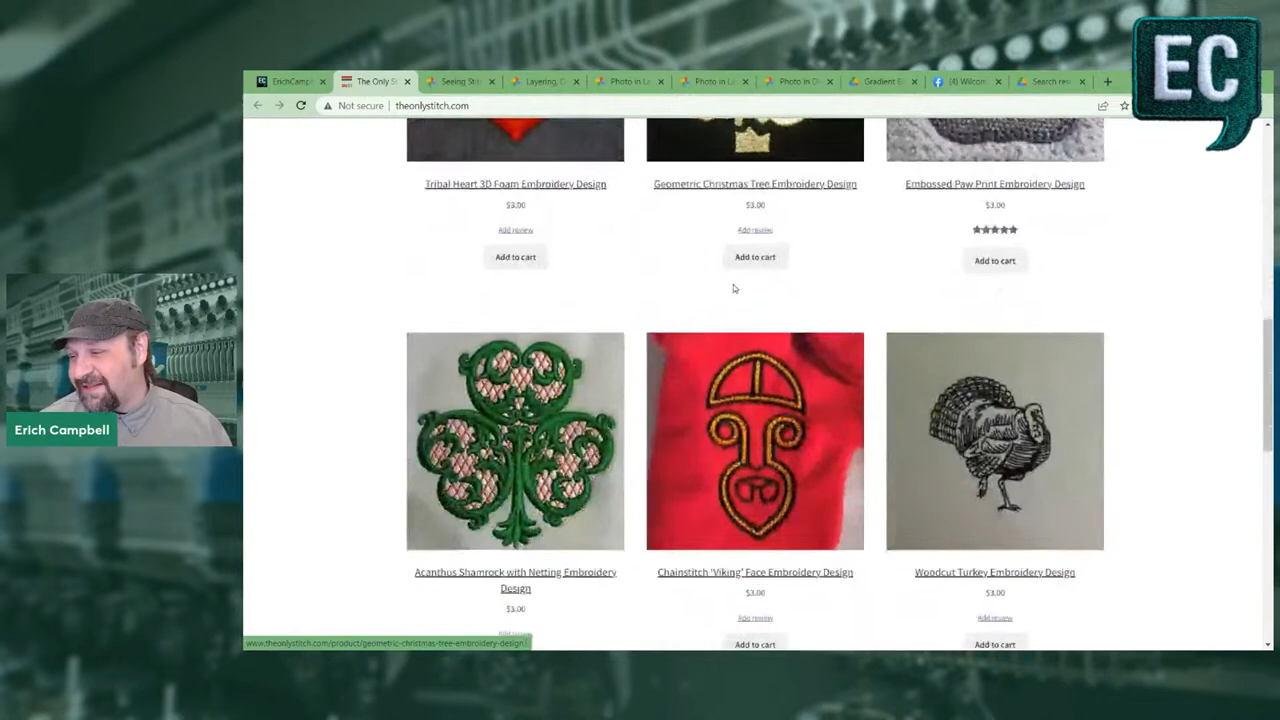 EC
ErichCamp
The Only St
Seeing Stit
Layering, D
Photo in La
Photo in La
Photo in Di
Gradient B
(4) Wilcom
Search res
Not secure
theonlystitch.com
Tribal Heart 3D Foam Embroidery Design
Geometric Christmas Tree Embroidery Design
Embossed Paw Print Embroidery Design
$3.00
$3.00
$3.00
Add review
Add review
Add to cart
Add to cart
Add to cart
Erich Campbell
Acanthus Shamrock with Netting Embroidery
Design
Chainstitch 'Viking' Face Embroidery Design
Woodcut Turkey Embroidery Design
$3.00
$3.00
$3.00
Add review
Add review
Add to cart
Add to cart
www.theonlystitch.com/product/geometric-christmas-tree-embroidery-design